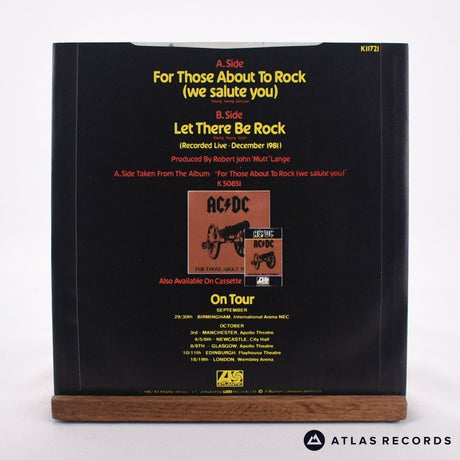 K11721
A.Side
For Those About To Rock
(we salute you)
B.Side
Let There Be Rock
(Recorded Live · December 1981)
Produced By Robert John 'Mutt' Lange
A.Side Taken From The Album · 'For Those About To Rock (we salute you)'
K 50851
AC/DC
AC/DC
FOR THOSE ABOUT T
Also Available On Cassette
On Tour
SEPTEMBER
29/30th · BIRMINGHAM, International Arena NEC
OCTOBER
3rd · MANCHESTER, Apollo Theatre
4/5/6th · NEWCASTLE, City Hall
8/9TH · GLASGOW, Apollo Theatre
10/11th · EDINBURGH, Playhouse Theatre
18/19th · LONDON, Wembley Arena
ATLANTIC
ATLAS RECORDS